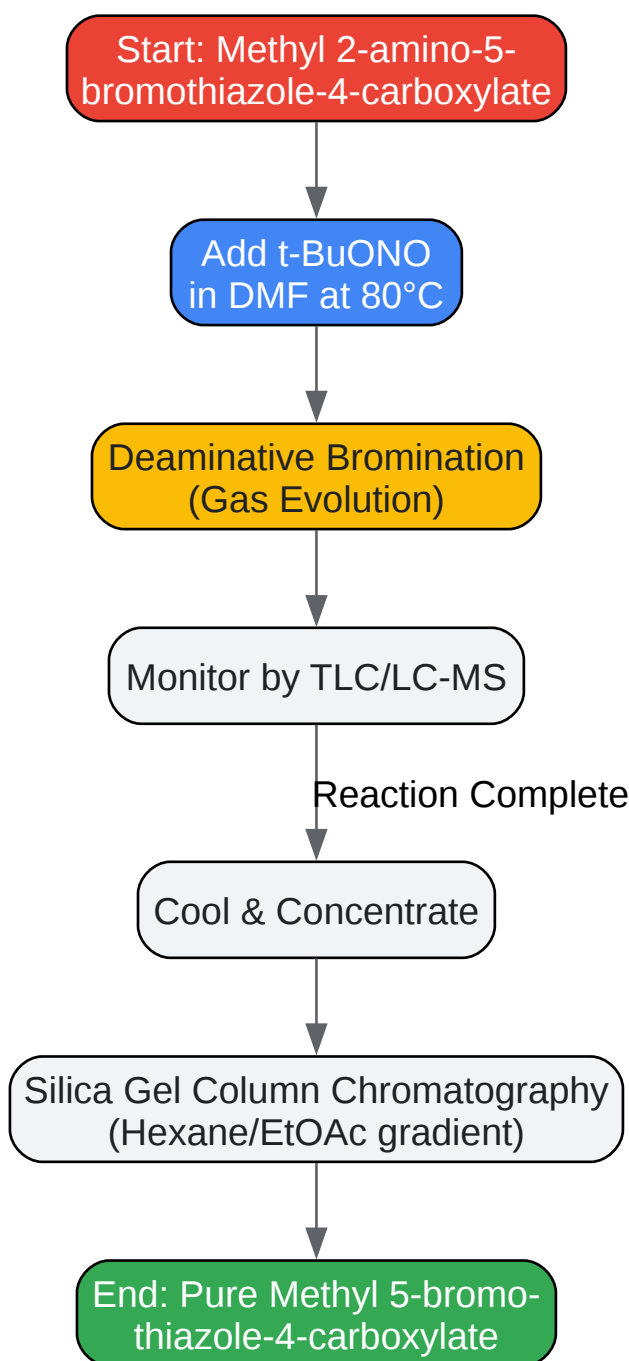 Start: Methyl 2-amino-5-
bromothiazole-4-carboxylate
Add t-BuONO
in DMF at 80°C
Deaminative Bromination
(Gas Evolution)
Monitor by TLC/LC-MS
Reaction Complete
Cool & Concentrate
Silica Gel Column Chromatography
(Hexane/EtOAc gradient)
End: Pure Methyl 5-bromo-
thiazole-4-carboxylate